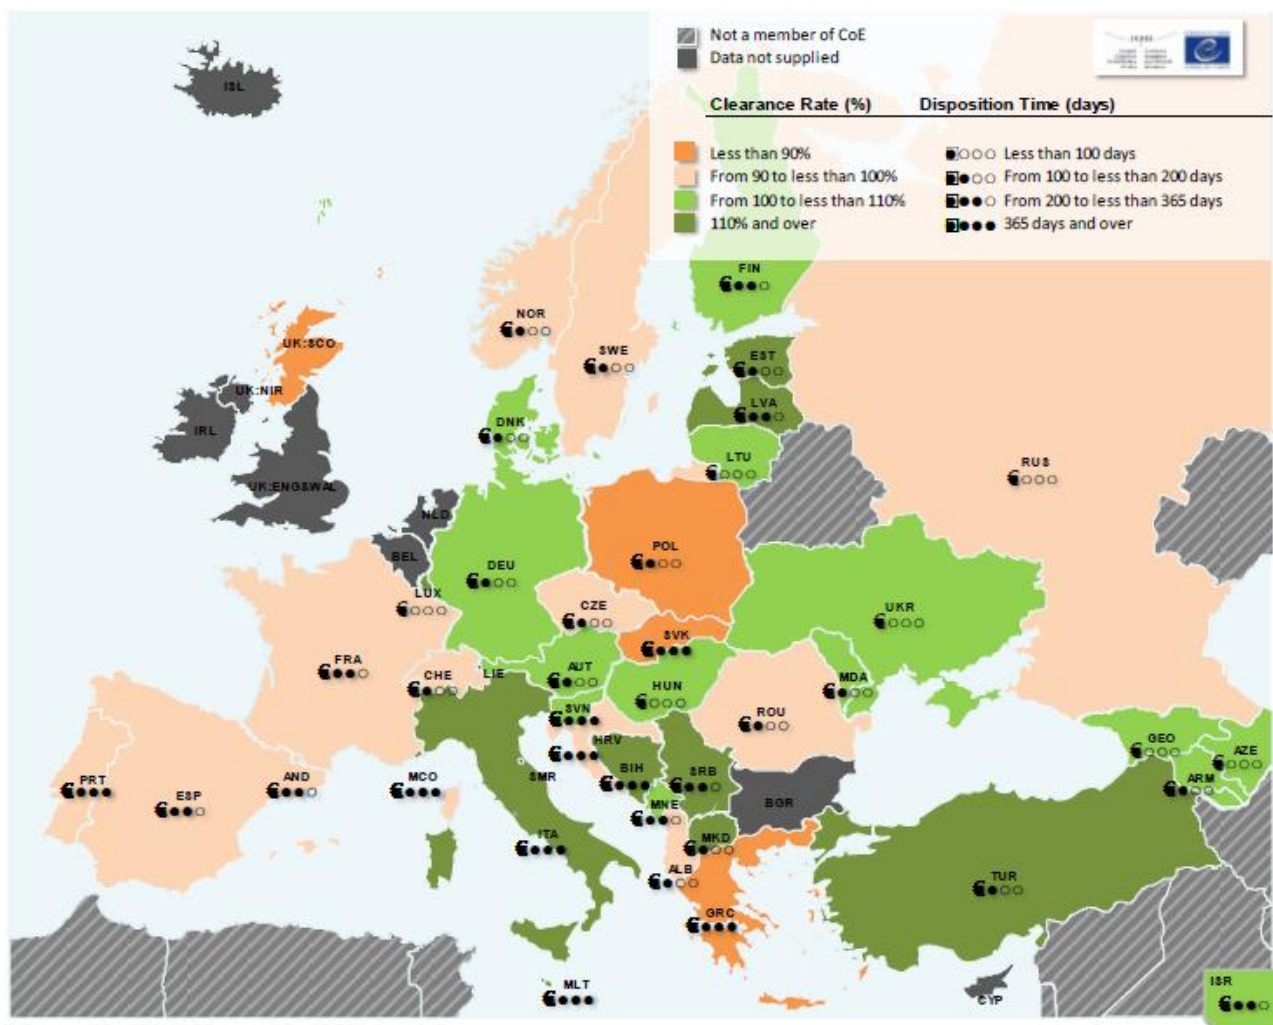 Not a member of CoE
Data not supplied
Clearance Rate (%) Disposition Time (days)
Less than 90% Less than 100 days
From 90 to less than 100% From 100 to less than 200 days
From 100 to less than 110% From 200 to less than 365 days
110% and over 365 days and over
ISL
FIN
NOR
UK:SCO
SWE
EST
UK:NIR
LVA
IRL
DNK
LTU
RUS
UK:ENG&WAL
NLD
POL
BEL
DEU
LUX
CZE
UKR
SVK
FRA
CHE
LIE
AUT
MDA
HUN
SVN
ROU
HRV
GEO
AZE
BIH
SRB
PRT
AND
MCO
SMR
ARM
ESP
MNE
BGR
ITA
MKD
ALB
TUR
GRC
MLT
CYP
ISR